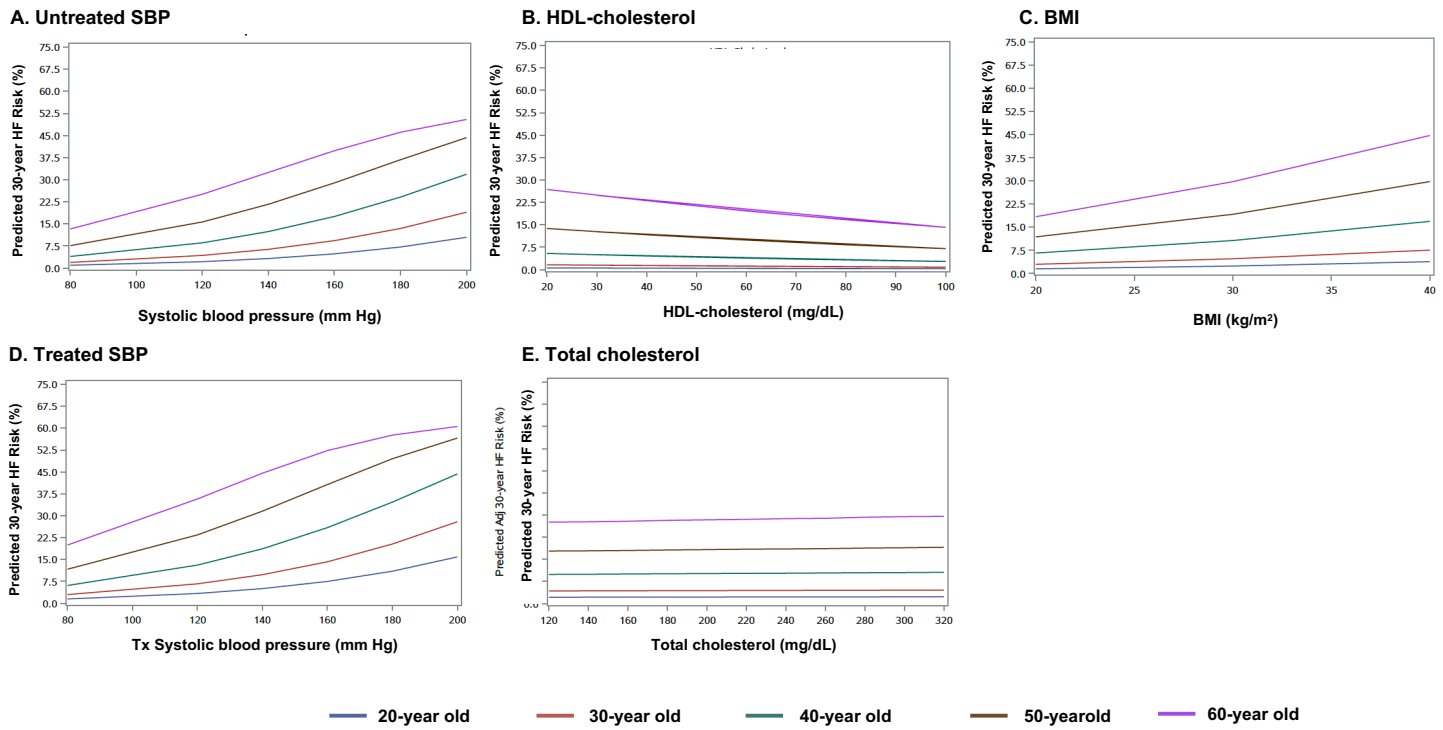 A. Untreated SBP
B. HDL-cholesterol
C. BMI
Predicted 30-year HF Risk (%)
75.0
67.5
60.0
52.5
45.0
37.5
30.0
22.5
15.0
7.5
0.0
80 100 120 140 160 180 200
Systolic blood pressure (mm Hg)
Predicted 30-year HF Risk (%)
75.0
67.5
60.0
52.5
45.0
37.5
30.0
22.5
15.0
7.5
0.0
20 30 40 50 60 70 80 90 100
HDL-cholesterol (mg/dL)
Predicted 30-year HF Risk (%)
75.0
67.5
60.0
52.5
45.0
37.5
30.0
22.5
15.0
7.5
0.0
20 25 30 35 40
BMI (kg/m²)
D. Treated SBP
E. Total cholesterol
Predicted 30-year HF Risk (%)
75.0
67.5
60.0
52.5
45.0
37.5
30.0
22.5
15.0
7.5
0.0
80 100 120 140 160 180 200
Tx Systolic blood pressure (mm Hg)
Predicted Adj 30-year HF Risk (%)
Predicted 30-year HF Risk (%)
0.0
120 140 160 180 200 220 240 260 280 300 320
Total cholesterol (mg/dL)
20-year old
30-year old
40-year old
50-yearold
60-year old